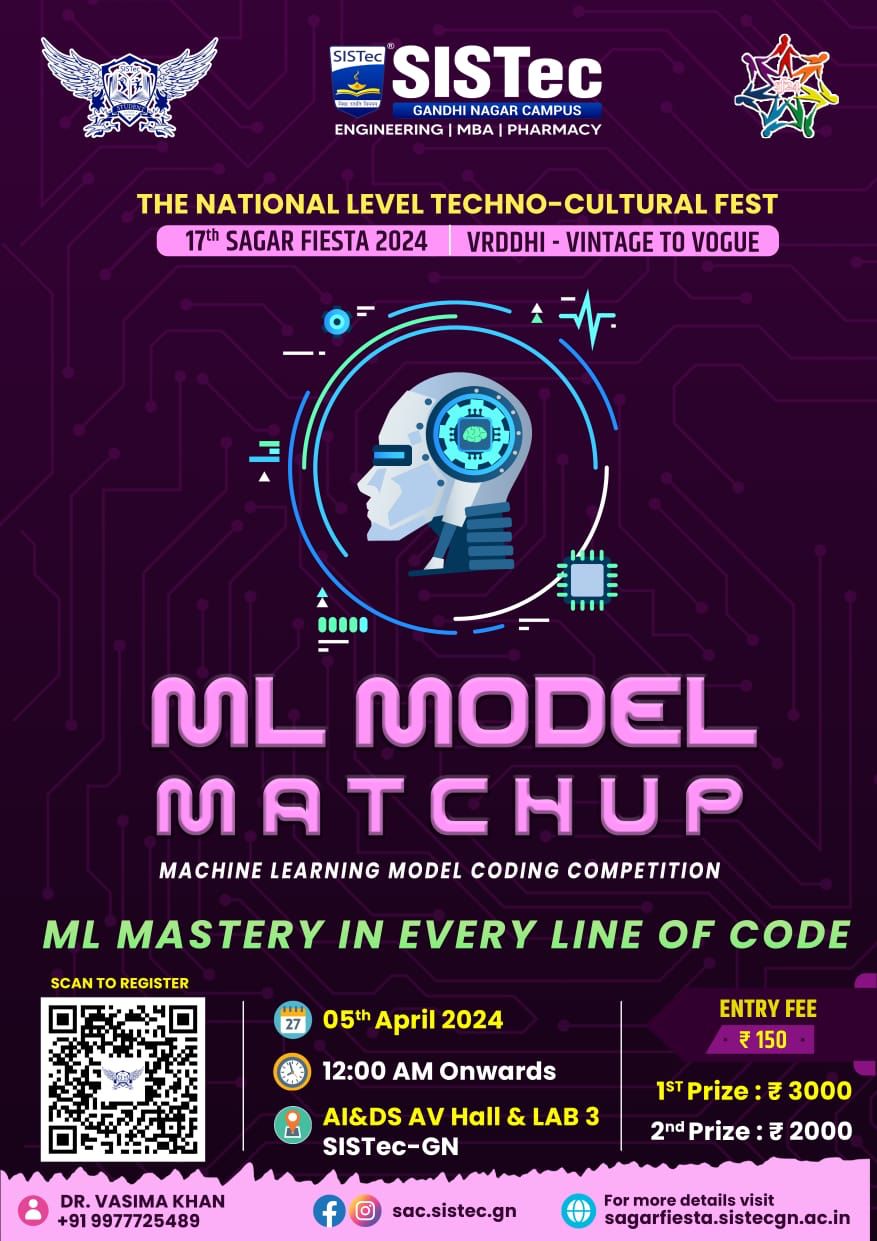 SISTec
STUDENT
SISTec
®
SISTec
GANDHI NAGAR CAMPUS
ENGINEERING | MBA | PHARMACY
THE NATIONAL LEVEL TECHNO-CULTURAL FEST
17th SAGAR FIESTA 2024 | VRDDHI - VINTAGE TO VOGUE
ML MODEL
MATCHUP
MACHINE LEARNING MODEL CODING COMPETITION
ML MASTERY IN EVERY LINE OF CODE
SCAN TO REGISTER
27
05th April 2024
12:00 AM Onwards
AI&DS AV Hall & LAB 3
SISTec-GN
ENTRY FEE
₹ 150
1ST Prize : ₹ 3000
2nd Prize : ₹ 2000
DR. VASIMA KHAN
+91 9977725489
sac.sistec.gn
For more details visit
sagarfiesta.sistecgn.ac.in